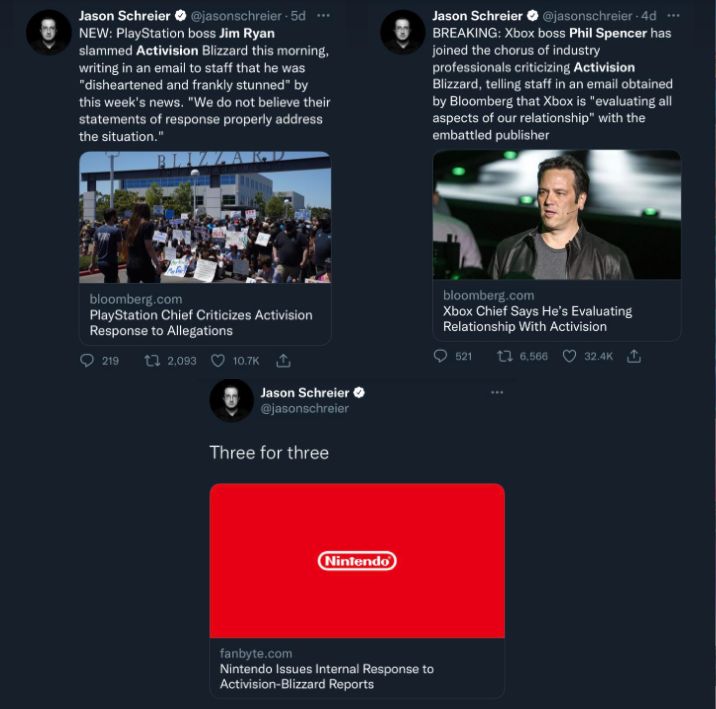 Jason Schreier @jasonschreier · 5d ···
NEW: PlayStation boss Jim Ryan
slammed Activision Blizzard this morning,
writing in an email to staff that he was
"disheartened and frankly stunned" by
this week's news. "We do not believe their
statements of response properly address
the situation."
BLIZZARD
bloomberg.com
PlayStation Chief Criticizes Activision
Response to Allegations
219 2,093 10.7K
Jason Schreier @jasonschreier · 4d ···
BREAKING: Xbox boss Phil Spencer has
joined the chorus of industry
professionals criticizing Activision
Blizzard, telling staff in an email obtained
by Bloomberg that Xbox is "evaluating all
aspects of our relationship" with the
embattled publisher
bloomberg.com
Xbox Chief Says He's Evaluating
Relationship With Activision
521 6,566 32.4K
Jason Schreier ···
@jasonschreier
Three for three
Nintendo
fanbyte.com
Nintendo Issues Internal Response to
Activision-Blizzard Reports